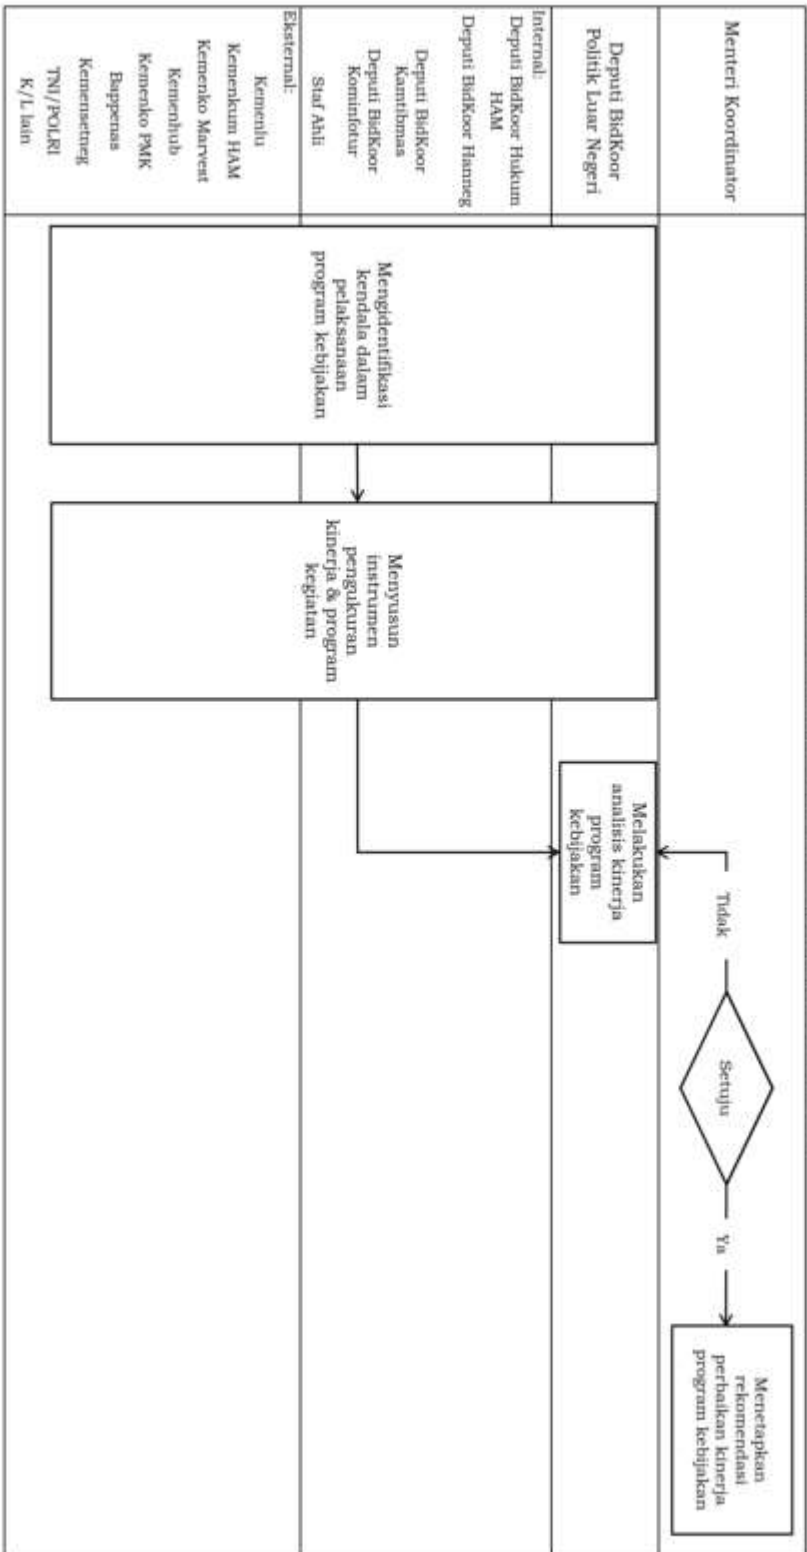 Menteri Koordinator
Deputi BidKoor
Politik Luar Negeri
Internal:
Deputi BidKoor Hukum
HAM
Deputi BidKoor Hanneg
Deputi BidKoor
Kamtibmas
Deputi BidKoor
Kominfotur
Staf Ahli
Eksternal:
Kemenlu
Kemenkum HAM
Kemenko Marvest
Kemenhub
Kemenko PMK
Bappenas
Kemensetneg
TNI/POLRI
K/L lain
Mengidentifikasi
kendala dalam
pelaksanaan
program kebijakan
Menyusun
instrumen
pengukuran
kinerja & program
kegiatan
Melakukan
analisis kinerja
program
kebijakan
Tidak
Setuju
Ya
Menetapkan
rekomendasi
perbaikan kinerja
program kebijakan